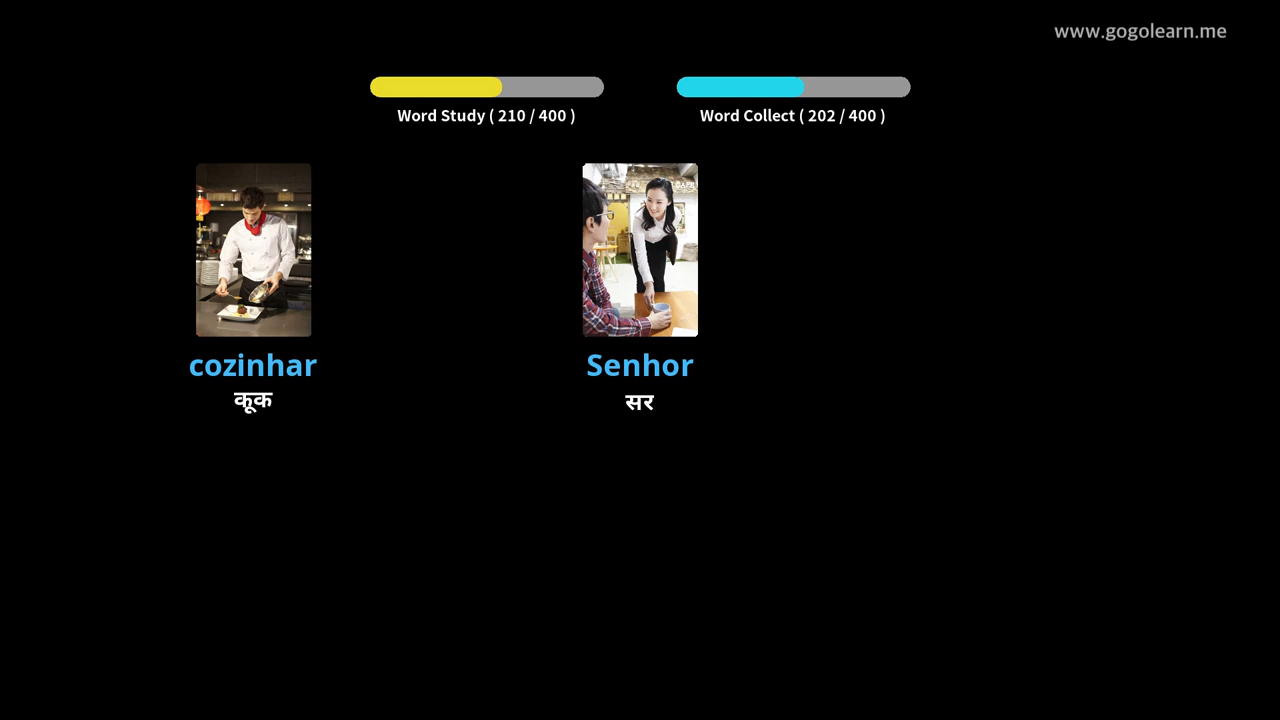 www.gogolearn.me
Word Study ( 210 / 400 )
Word Collect ( 202 / 400 )
cozinhar
Senhor
कूक
सर